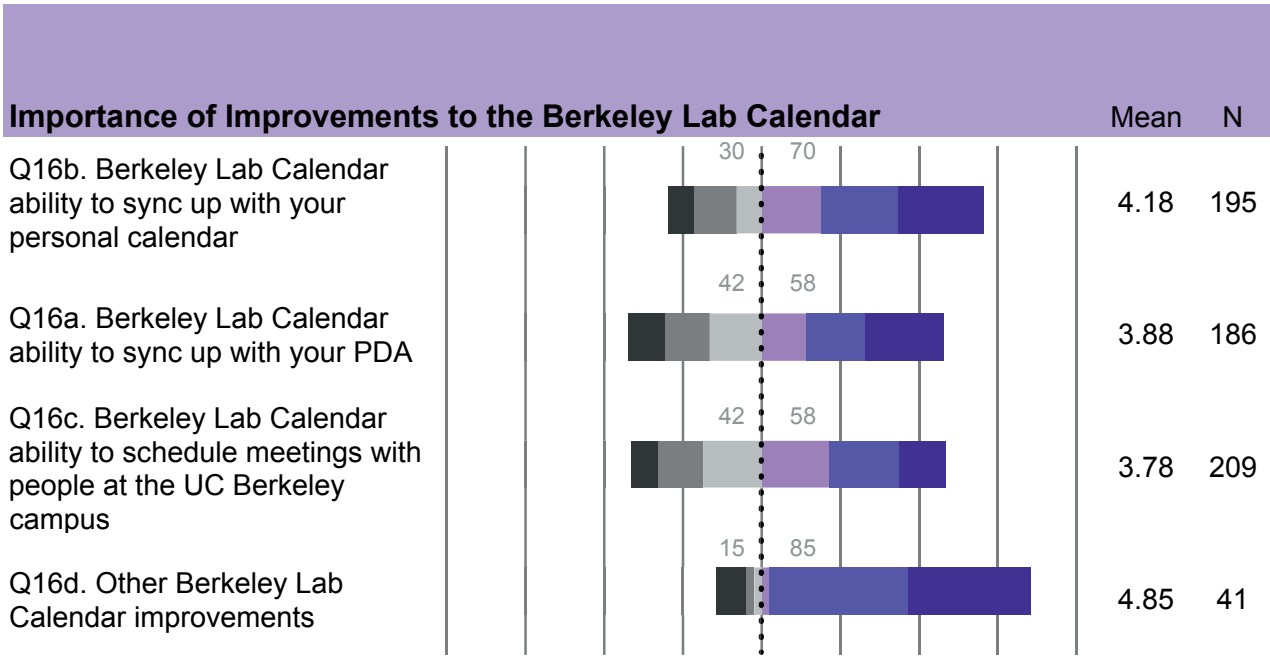 Importance of Improvements to the Berkeley Lab Calendar Mean N
30 70
Q16b. Berkeley Lab Calendar
ability to sync up with your
personal calendar
4.18 195
42 58
Q16a. Berkeley Lab Calendar
ability to sync up with your PDA
3.88 186
42 58
Q16c. Berkeley Lab Calendar
ability to schedule meetings with
people at the UC Berkeley
campus
3.78 209
15 85
Q16d. Other Berkeley Lab
Calendar improvements
4.85 41